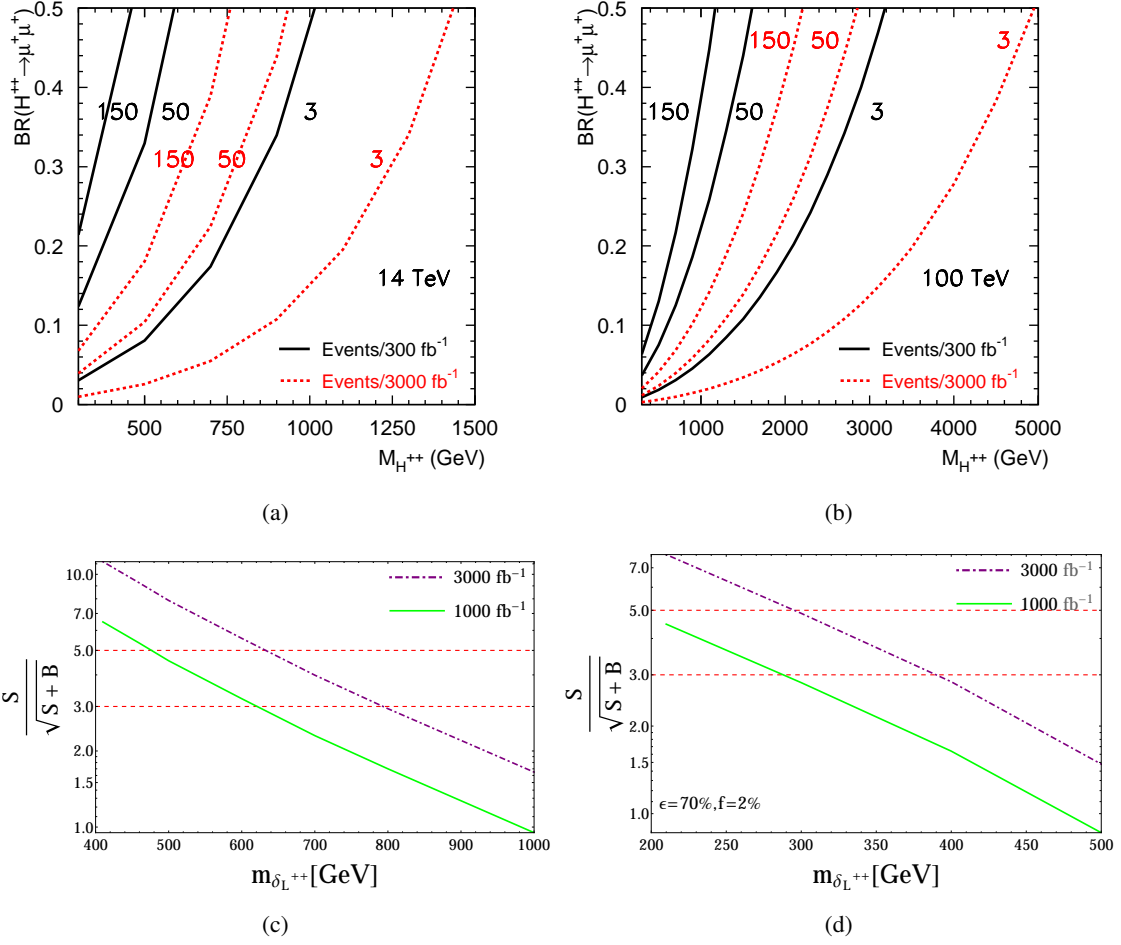 BR(H⁺⁺→μ⁺μ⁺)
0.5
0.4
0.3
0.2
0.1
0
150
50
3
150
50
3
14 TeV
Events/300 fb⁻¹
Events/3000 fb⁻¹
500
750
1000
1250
1500
M_H⁺⁺ (GeV)
(a)
BR(H⁺⁺→μ⁺μ⁺)
0.5
0.4
0.3
0.2
0.1
0
150
50
3
150
50
3
100 TeV
Events/300 fb⁻¹
Events/3000 fb⁻¹
1000
2000
3000
4000
5000
M_H⁺⁺ (GeV)
(b)
S
√S + B
10.0
7.0
5.0
3.0
2.0
1.5
1.0
3000 fb⁻¹
1000 fb⁻¹
400
500
600
700
800
900
1000
m_δ_L⁺⁺[GeV]
(c)
S
√S + B
7.0
5.0
3.0
2.0
1.5
1.0
3000 fb⁻¹
1000 fb⁻¹
ϵ=70%,f=2%
200
250
300
350
400
450
500
m_δ_L⁺⁺[GeV]
(d)